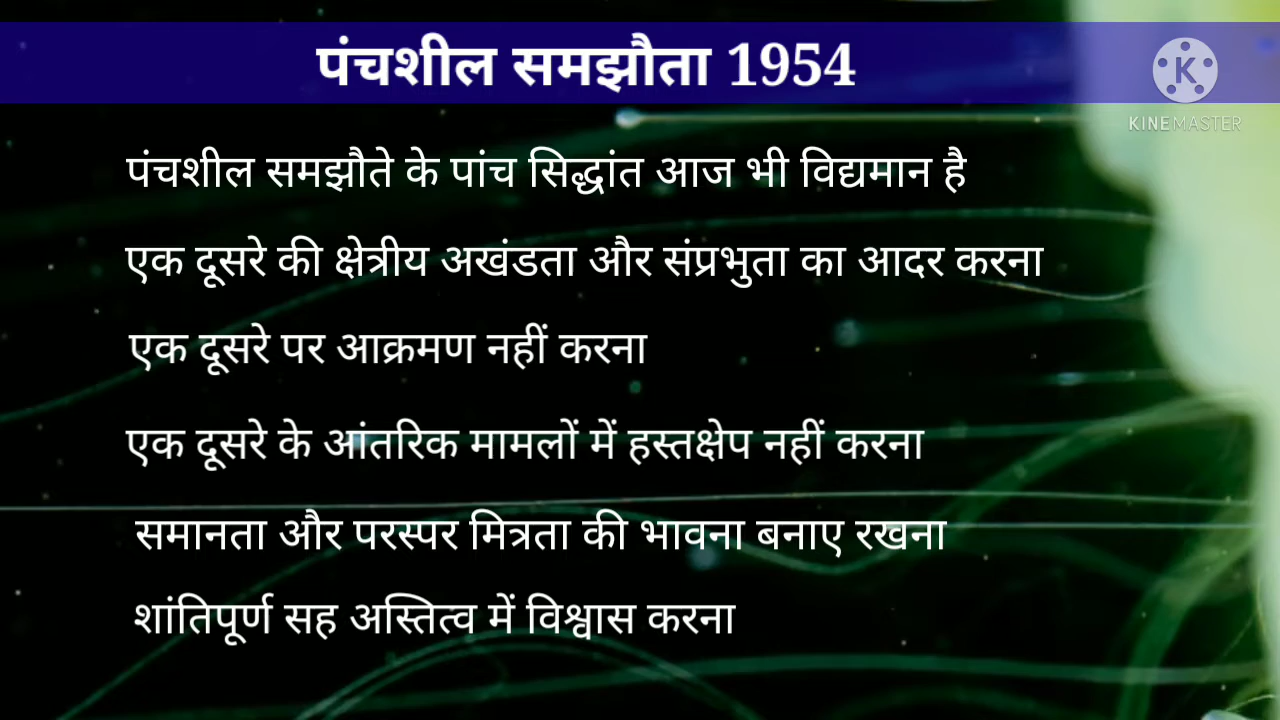 पंचशील समझौता 1954
KINEMASTER
पंचशील समझौते के पांच सिद्धांत आज भी विद्यमान है
एक दूसरे की क्षेत्रीय अखंडता और संप्रभुता का आदर करना
एक दूसरे पर आक्रमण नहीं करना
एक दूसरे के आंतरिक मामलों में हस्तक्षेप नहीं करना
समानता और परस्पर मित्रता की भावना बनाए रखना
शांतिपूर्ण सह अस्तित्व में विश्वास करना